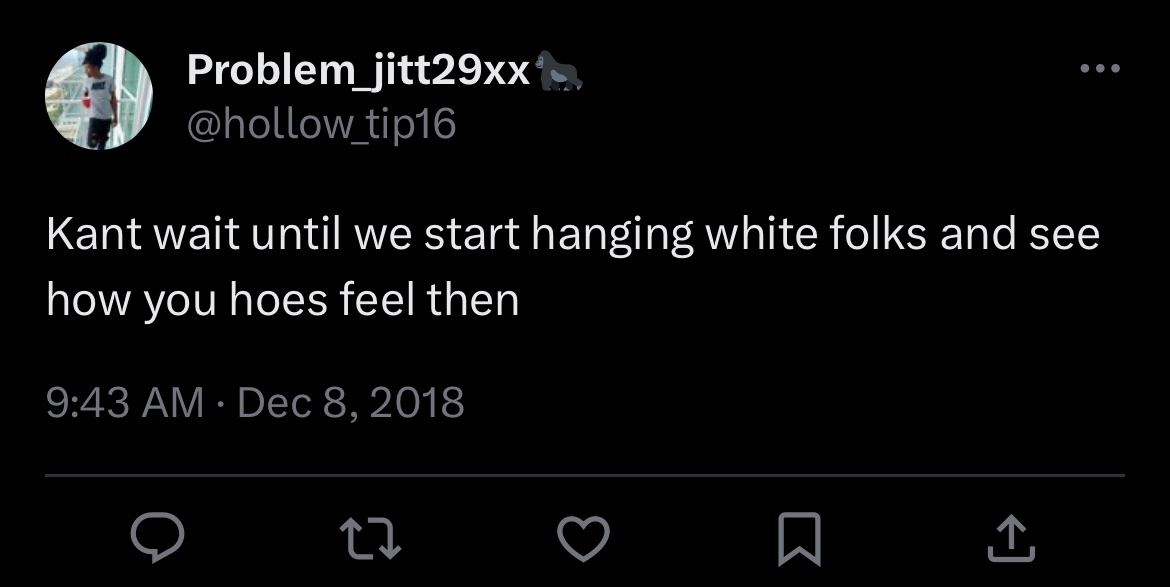 Problem_jitt29xx🦍
@hollow_tip16
Kant wait until we start hanging white folks and see
how you hoes feel then
9:43 AM · Dec 8, 2018